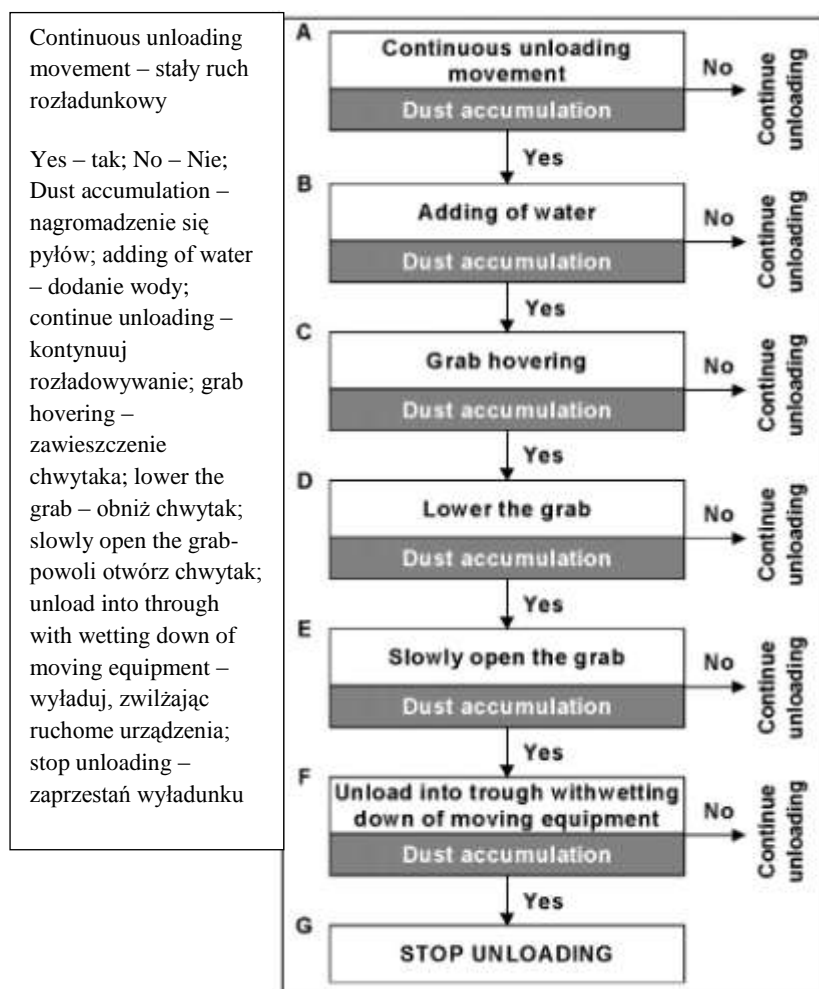 Continuous unloading
movement – stały ruch
rozładunkowy
Yes – tak; No – Nie;
Dust accumulation –
nagromadzenie się
pyłów; adding of water
– dodanie wody;
continue unloading –
kontynuuj
rozładowywanie; grab
hovering –
zawieszczenie
chwytaka; lower the
grab – obniż chwytak;
slowly open the grab-
powoli otwórz chwytak;
unload into through
with wetting down of
moving equipment –
wyładuj, zwilżając
ruchome urządzenia;
stop unloading –
zaprzestań wyładunku
A
Continuous unloading
movement
Dust accumulation
No
Continue
unloading
Yes
B
Adding of water
Dust accumulation
No
Continue
unloading
Yes
C
Grab hovering
Dust accumulation
No
Continue
unloading
Yes
D
Lower the grab
Dust accumulation
No
Continue
unloading
Yes
E
Slowly open the grab
Dust accumulation
No
Continue
unloading
Yes
F
Unload into trough withwetting
down of moving equipment
Dust accumulation
No
Continue
unloading
Yes
G
STOP UNLOADING